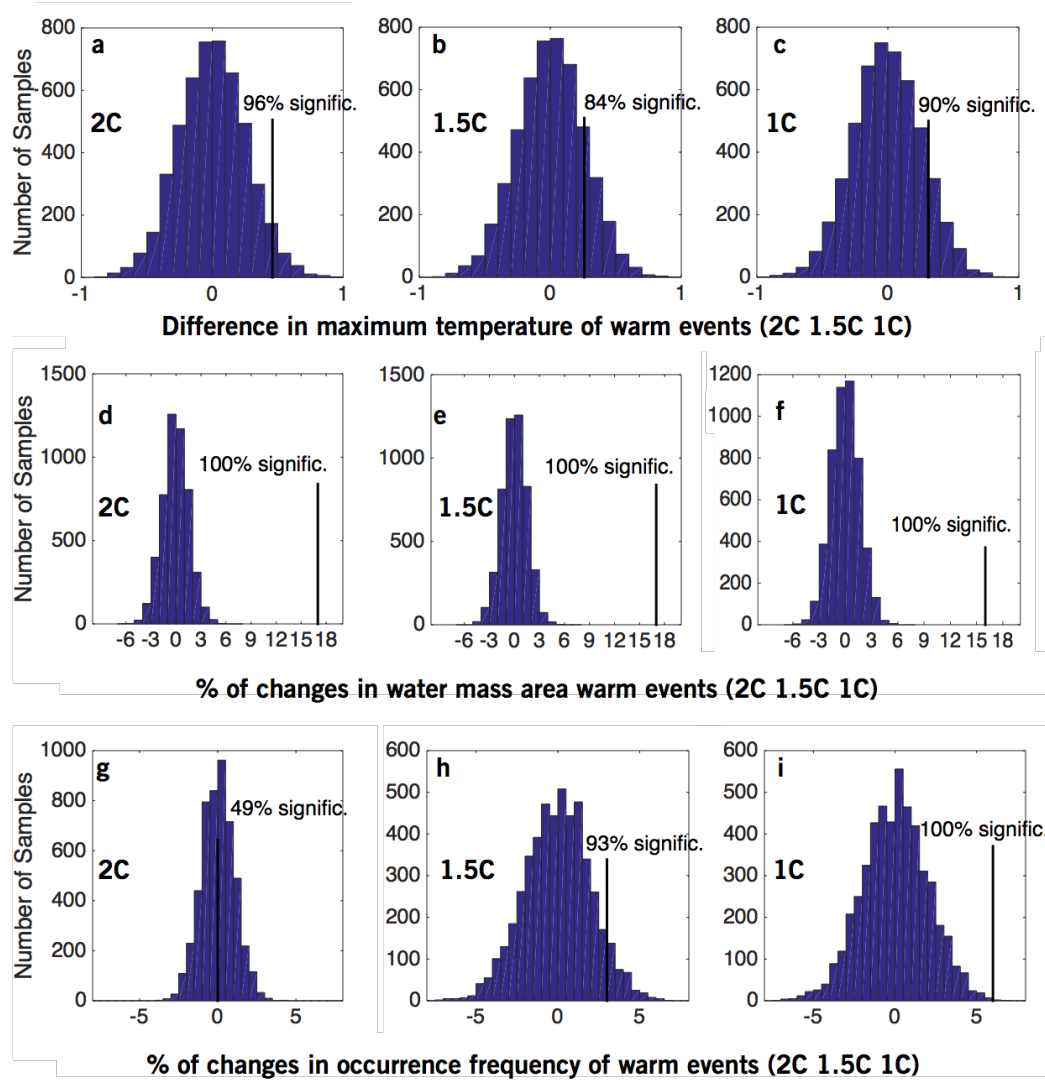 a
b
c
800
600
400
200
0
Number of Samples
2C
96% signific.
-1
0
1
800
600
400
200
0
1.5C
84% signific.
-1
0
1
800
600
400
200
0
1C
90% signific.
-1
0
1
Difference in maximum temperature of warm events (2C 1.5C 1C)
d
e
f
1500
1000
500
0
Number of Samples
100% signific.
2C
-6 -3 0 3 6 9 1215 18
1500
1000
500
0
100% signific.
1.5C
-6 -3 0 3 6 9 1215 18
1200
1000
800
600
400
200
0
1C
100% signific.
-6 -3 0 3 6 9 1215 18
% of changes in water mass area warm events (2C 1.5C 1C)
g
h
i
1000
800
600
400
200
0
Number of Samples
49% signific.
2C
-5
0
5
600
500
400
300
200
100
0
93% signific.
1.5C
-5
0
5
600
500
400
300
200
100
0
100% signific.
1C
-5
0
5
% of changes in occurrence frequency of warm events (2C 1.5C 1C)